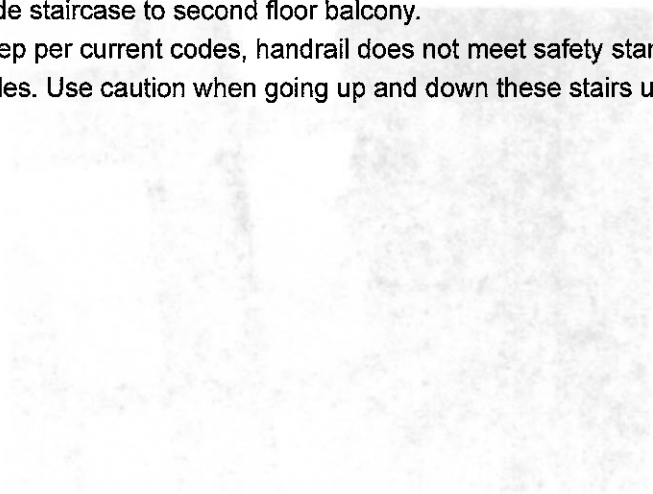 de staircase to second floor balcony.
ep per current codes, handrail does not meet safety star
les. Use caution when going up and down these stairs u